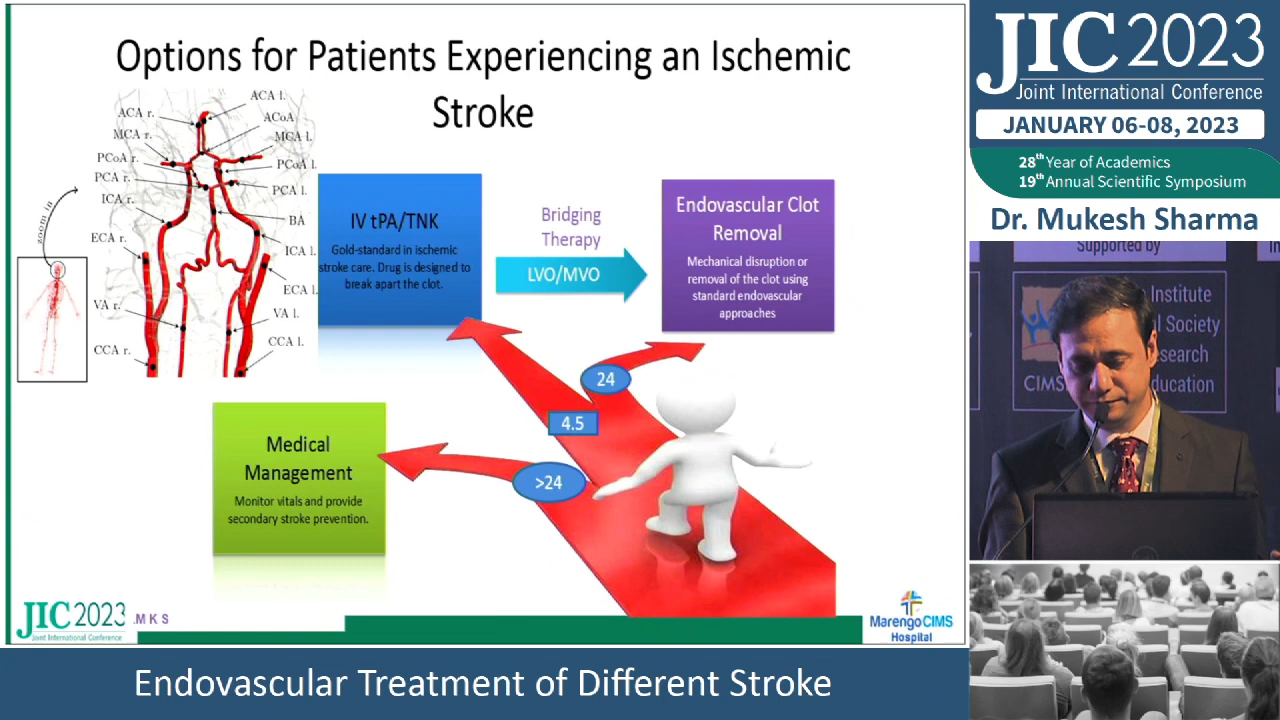 Options for Patients Experiencing an Ischemic
Stroke
ACA l.
ACA r.
ACoA
MCA r.
MCA l.
PCoA r.
PCoA l.
PCA r.
PCA l.
ICA r.
BA
zoom in
ECA r.
ICA l.
ECA l.
VA r.
VA l.
CCA r.
CCA l.
IV tPA/TNK
Gold-standard in ischemic
stroke care. Drug is designed to
break apart the clot.
Bridging
Therapy
LVO/MVO
Endovascular Clot
Removal
Mechanical disruption or
removal of the clot using
standard endovascular
approaches
24
4.5
>24
Medical
Management
Monitor vitals and provide
secondary stroke prevention.
JIC 2023
Joint International Conference
.MKS
MarengoCIMS
Hospital
Endovascular Treatment of Different Stroke
JIC 2023
Joint International Conference
JANUARY 06-08, 2023
28th Year of Academics
19th Annual Scientific Symposium
Dr. Mukesh Sharma
Supported by
In
Institute
l Society
search
CIMS
ducation